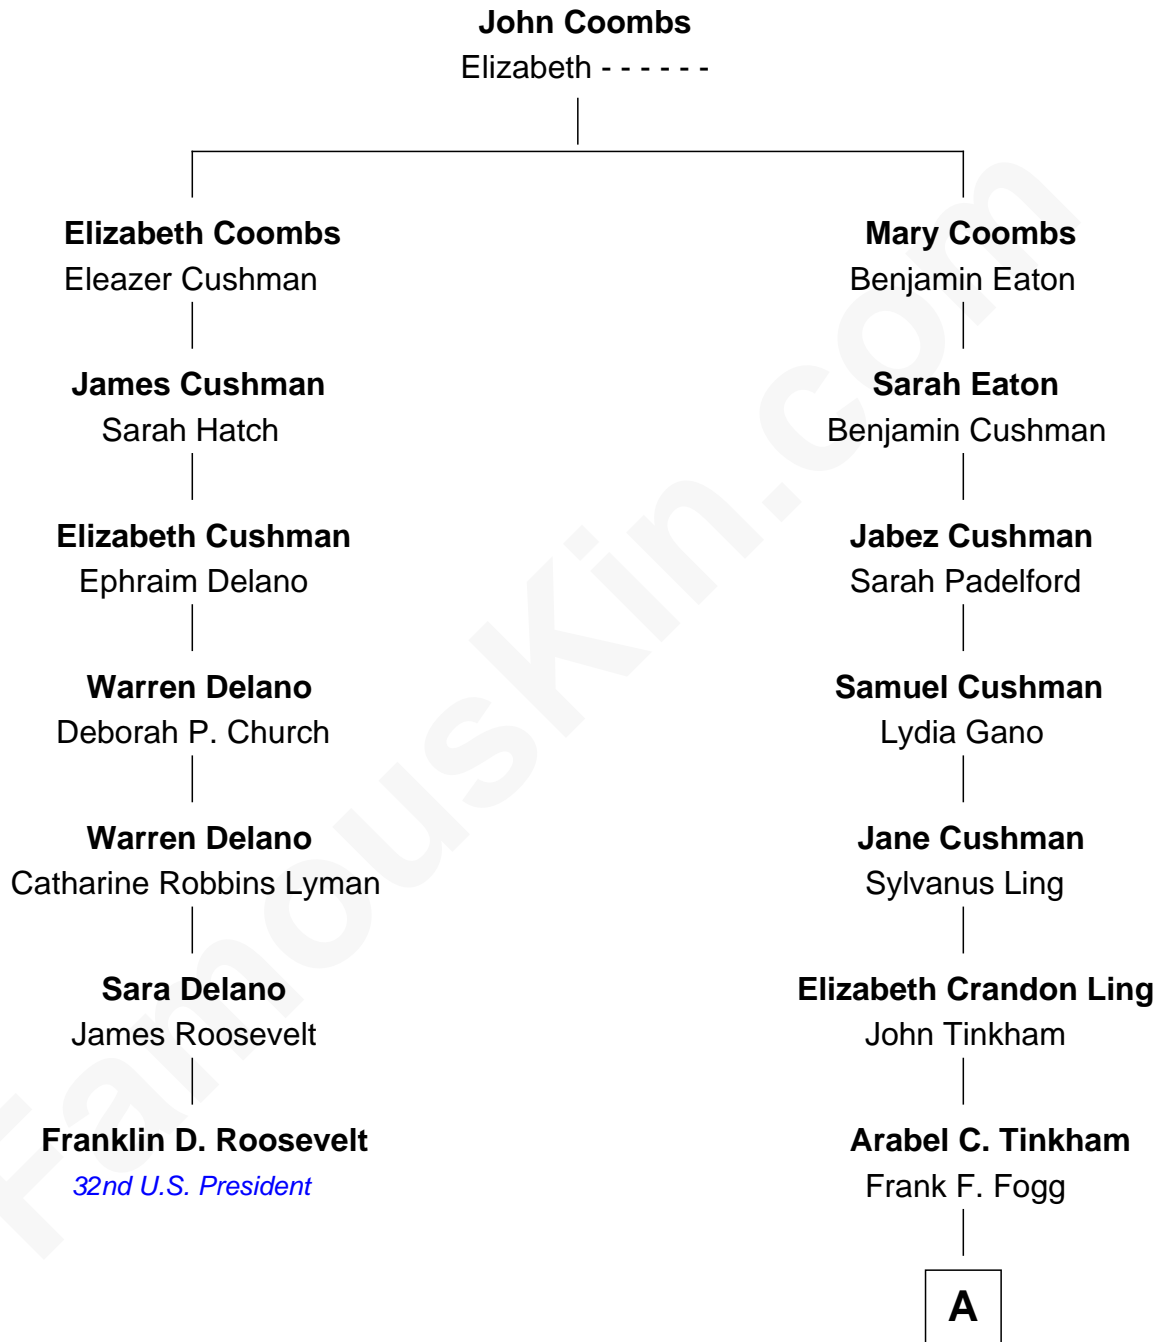 John Coombs
Elizabeth - - - - - -
Elizabeth Coombs
Eleazer Cushman
Mary Coombs
Benjamin Eaton
James Cushman
Sarah Hatch
Sarah Eaton
Benjamin Cushman
Elizabeth Cushman
Ephraim Delano
Jabez Cushman
Sarah Padelford
Warren Delano
Deborah P. Church
Samuel Cushman
Lydia Gano
Warren Delano
Catharine Robbins Lyman
Jane Cushman
Sylvanus Ling
Sara Delano
James Roosevelt
Elizabeth Crandon Ling
John Tinkham
Franklin D. Roosevelt
32nd U.S. President
Arabel C. Tinkham
Frank F. Fogg
A
FamousKin.com